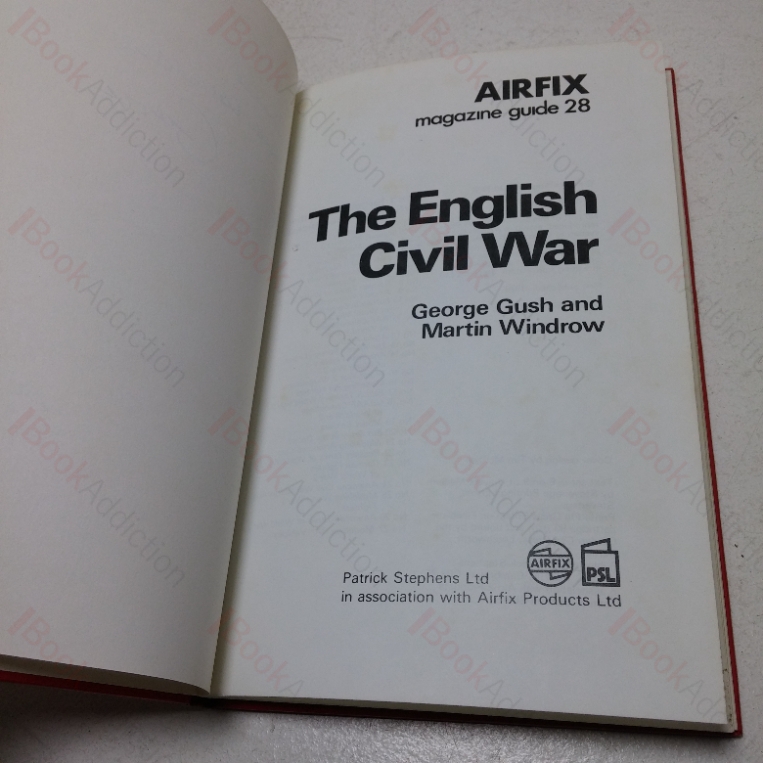 AIRFIX
magazine guide 28
The English
Civil War
George Gush and
Martin Windrow
AIRFIX
PSL
Patrick Stephens Ltd
in association with Airfix Products Ltd
BookAddiction